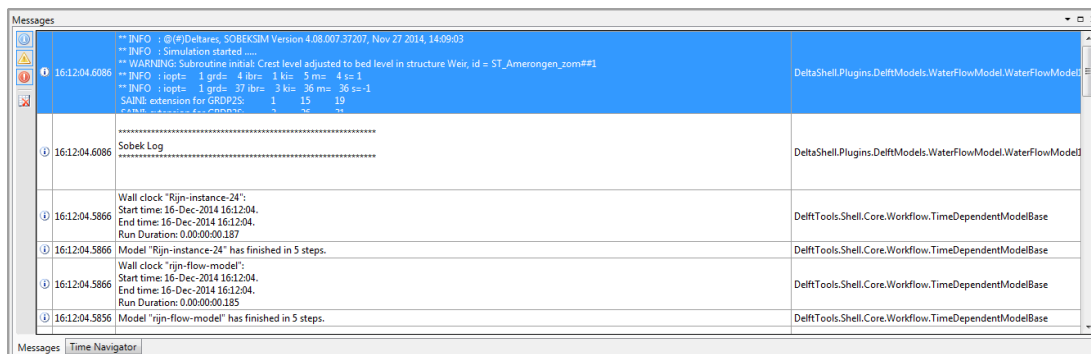 Messages
** INFO : @(#)Deltares, SOBEKSIM Version 4.08.007.37207, Nov 27 2014, 14:09:03
** INFO : Simulation started .....
** WARNING: Subroutine initial: Crest level adjusted to bed level in structure Weir, id = ST_Amerongen_zom##1
16:12:04.6086 ** INFO : iopt= 1 grd= 4 ibr= 1 ki= 5 m= 4 s= 1 DeltaShell.Plugins.DelftModels.WaterFlowModel.WaterFlowModel1
** INFO : iopt= 1 grd= 37 ibr= 3 ki= 36 m= 36 s=-1
SAINI: extension for GRDP2S: 1 15 19
SAINI: extension for GRDP2S:
****************************************************************
16:12:04.6086 Sobek Log DeltaShell.Plugins.DelftModels.WaterFlowModel.WaterFlowModel1
****************************************************************
Wall clock "Rijn-instance-24":
Start time: 16-Dec-2014 16:12:04.
16:12:04.5866 End time: 16-Dec-2014 16:12:04. DelftTools.Shell.Core.Workflow.TimeDependentModelBase
Run Duration: 0.00:00:00.187
16:12:04.5866 Model "Rijn-instance-24" has finished in 5 steps. DelftTools.Shell.Core.Workflow.TimeDependentModelBase
Wall clock "rijn-flow-model":
Start time: 16-Dec-2014 16:12:04.
16:12:04.5866 End time: 16-Dec-2014 16:12:04. DelftTools.Shell.Core.Workflow.TimeDependentModelBase
Run Duration: 0.00:00:00.185
16:12:04.5856 Model "rijn-flow-model" has finished in 5 steps. DelftTools.Shell.Core.Workflow.TimeDependentModelBase
Messages Time Navigator